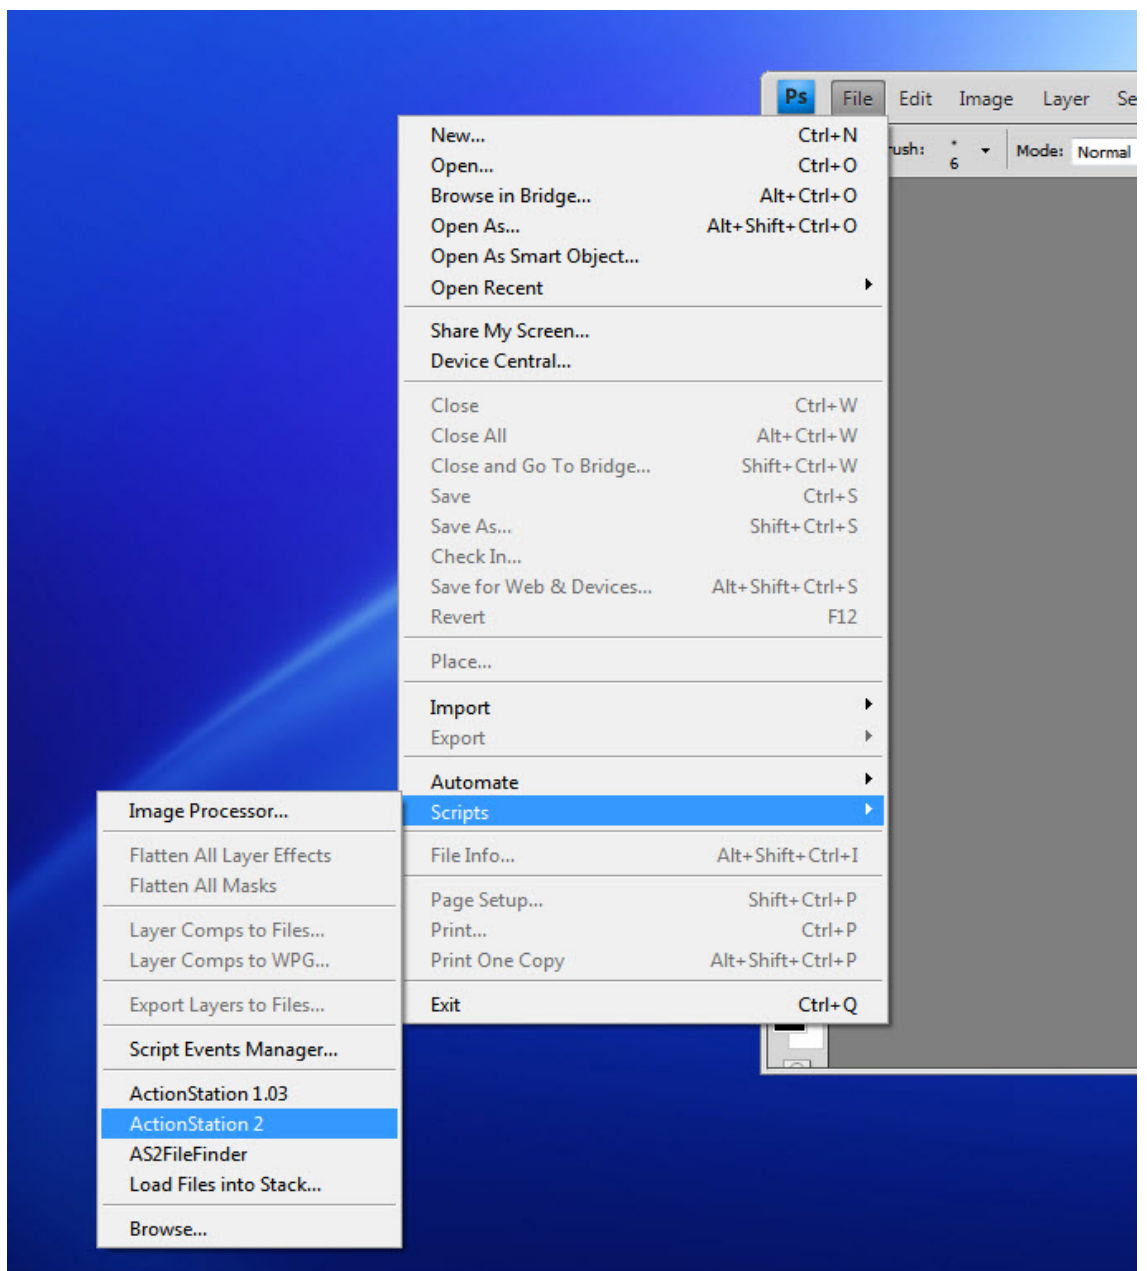 Ps File Edit Image Layer Se
rush: 6 Mode: Normal
New... Ctrl+N
Open... Ctrl+O
Browse in Bridge... Alt+Ctrl+O
Open As... Alt+Shift+Ctrl+O
Open As Smart Object...
Open Recent
Share My Screen...
Device Central...
Close Ctrl+W
Close All Alt+Ctrl+W
Close and Go To Bridge... Shift+Ctrl+W
Save Ctrl+S
Save As... Shift+Ctrl+S
Check In...
Save for Web & Devices... Alt+Shift+Ctrl+S
Revert F12
Place...
Import
Export
Automate
Scripts
File Info... Alt+Shift+Ctrl+I
Page Setup... Shift+Ctrl+P
Print... Ctrl+P
Print One Copy Alt+Shift+Ctrl+P
Exit Ctrl+Q
Image Processor...
Flatten All Layer Effects
Flatten All Masks
Layer Comps to Files...
Layer Comps to WPG...
Export Layers to Files...
Script Events Manager...
ActionStation 1.03
ActionStation 2
AS2FileFinder
Load Files into Stack...
Browse...